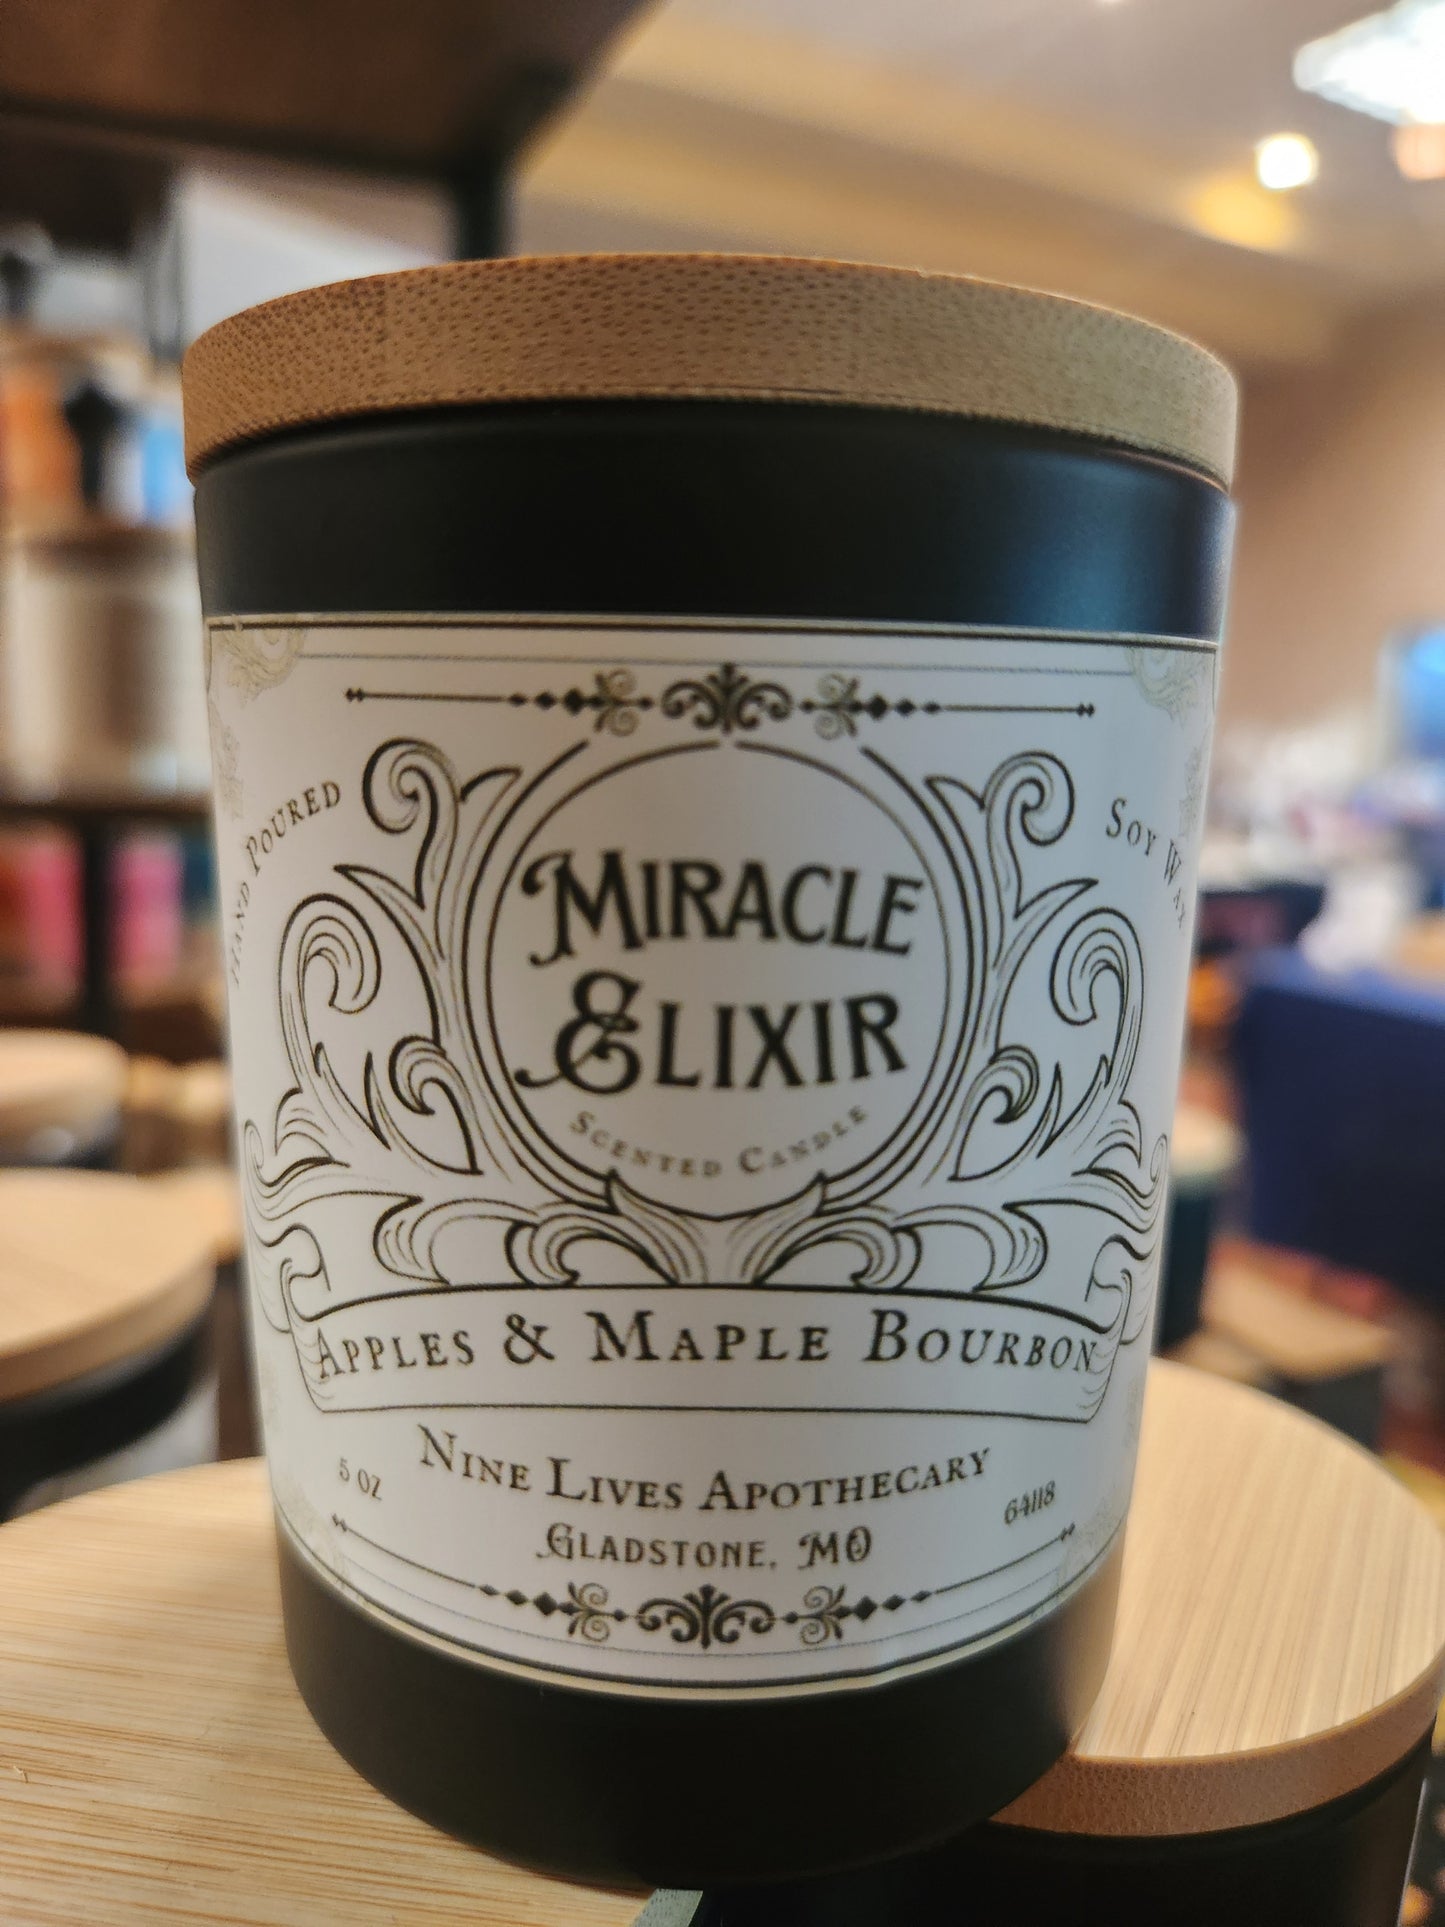 Hand Poured
Soy Wax
Miracle
Elixir
Scented Candle
Apples & Maple Bourbon
Nine Lives Apothecary
5 oz
64118
Gladstone, MO